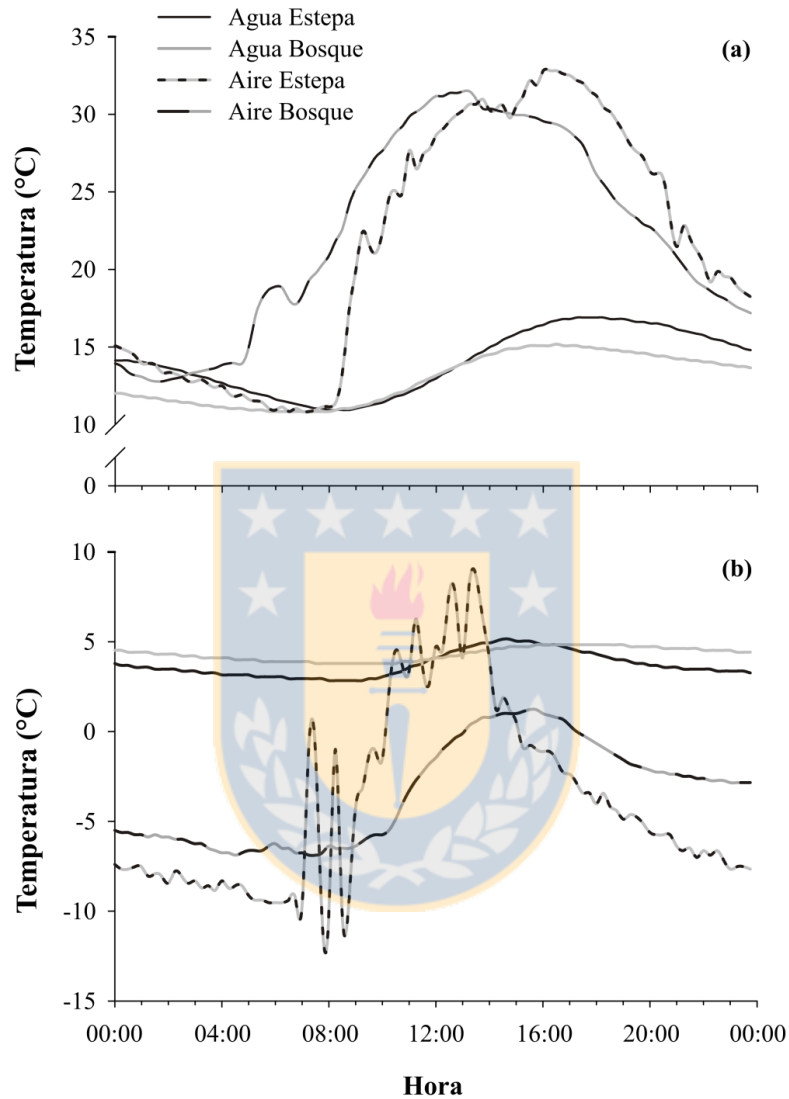 Agua Estepa
Agua Bosque
Aire Estepa
Aire Bosque
(a)
Temperatura (°C)
35
30
25
20
15
10
0
(b)
Temperatura (°C)
10
5
0
-5
-10
-15
00:00 04:00 08:00 12:00 16:00 20:00 00:00
Hora